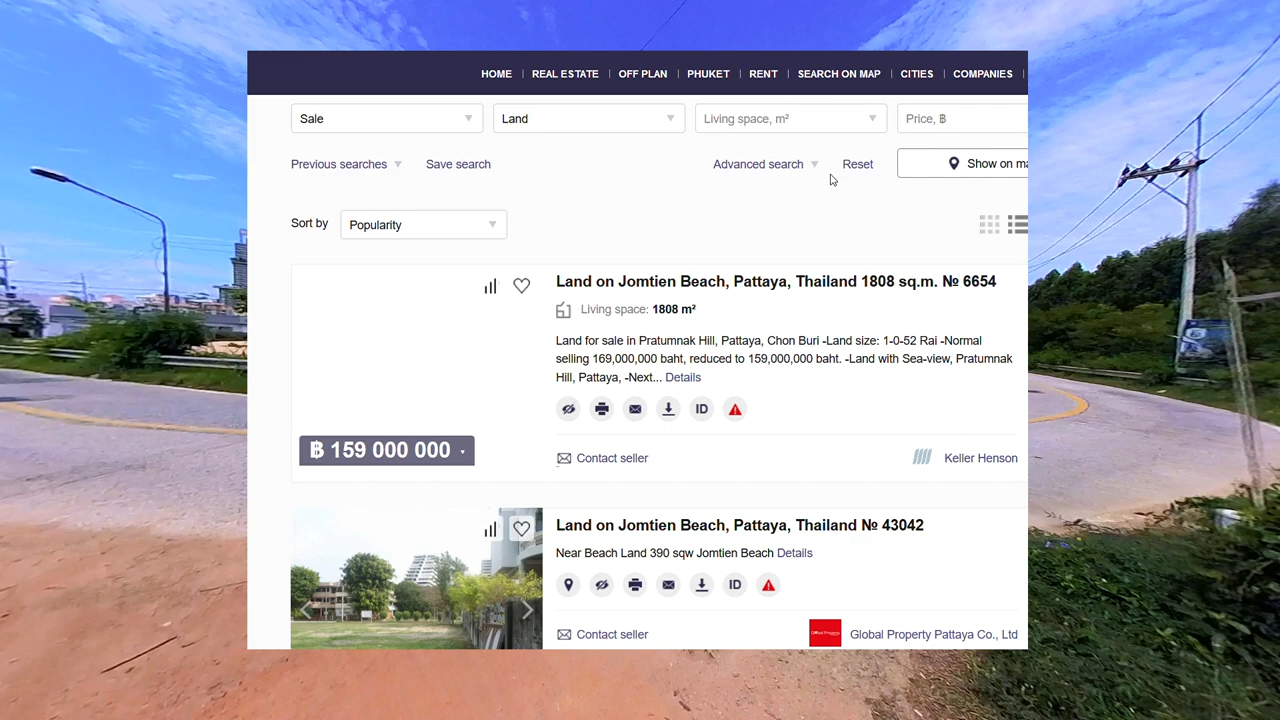 HOME REAL ESTATE OFF PLAN PHUKET RENT SEARCH ON MAP CITIES COMPANIES
Sale Land Living space, m² Price, ฿
Previous searches Save search Advanced search Reset Show on ma
Sort by Popularity
Land on Jomtien Beach, Pattaya, Thailand 1808 sq.m. № 6654
Living space: 1808 m²
Land for sale in Pratumnak Hill, Pattaya, Chon Buri -Land size: 1-0-52 Rai -Normal
selling 169,000,000 baht, reduced to 159,000,000 baht. -Land with Sea-view, Pratumnak
Hill, Pattaya, -Next... Details
ID
฿ 159 000 000
Contact seller Keller Henson
Land on Jomtien Beach, Pattaya, Thailand № 43042
Near Beach Land 390 sqw Jomtien Beach Details
ID
Contact seller Global Property Global Property Pattaya Co., Ltd